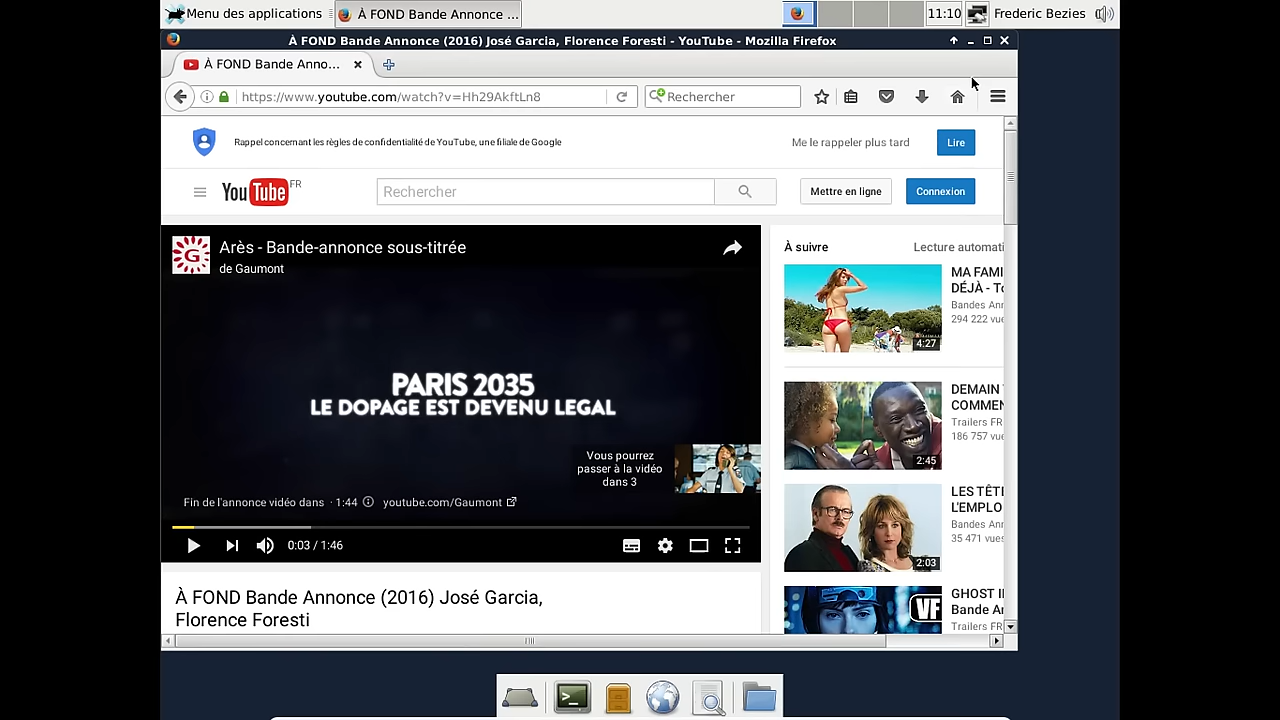 Menu des applications
À FOND Bande Annonce ...
11:10
Frederic Bezies
À FOND Bande Annonce (2016) José Garcia, Florence Foresti - YouTube - Mozilla Firefox
À FOND Bande Anno...
https://www.youtube.com/watch?v=Hh29AkftLn8
Rechercher
Rappel concernant les règles de confidentialité de YouTube, une filiale de Google
Me le rappeler plus tard
Lire
YouTube FR
Rechercher
Mettre en ligne
Connexion
G
Arès - Bande-annonce sous-titrée
de Gaumont
PARIS 2035
LE DOPAGE EST DEVENU LEGAL
Vous pourrez
passer à la vidéo
dans 3
Fin de l'annonce vidéo dans · 1:44
youtube.com/Gaumont
0:03 / 1:46
À FOND Bande Annonce (2016) José Garcia,
Florence Foresti
À suivre
Lecture automati
4:27
MA FAMI
DÉJÀ - To
Bandes Ann
294 222 vue
2:45
DEMAIN
COMMEN
Trailers FR
186 757 vue
2:03
LES TÊTE
L'EMPLO
Bandes Ann
35 471 vues
VF
GHOST I
Bande A
Trailers FR